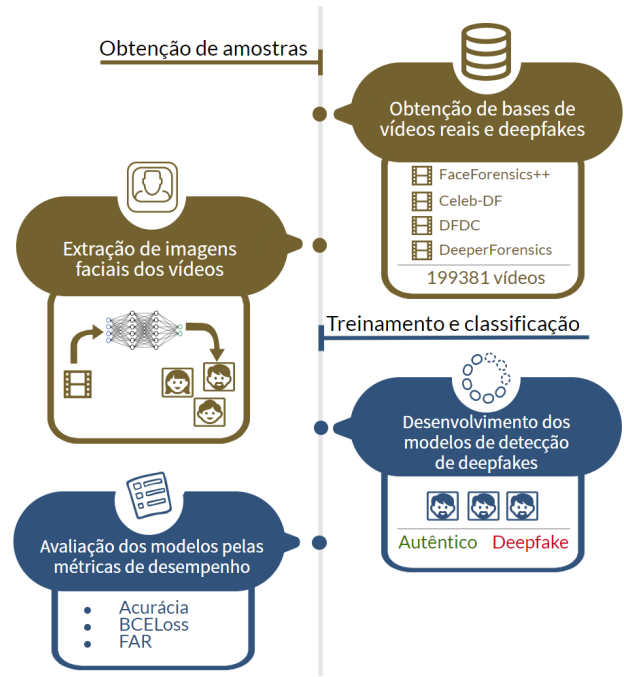 Obtenção de amostras
Obtenção de bases de
vídeos reais e deepfakes
FaceForensics++
Celeb-DF
DFDC
DeeperForensics
199381 vídeos
Extração de imagens
faciais dos vídeos
Treinamento e classificação
Desenvolvimento dos
modelos de detecção
de deepfakes
Autêntico Deepfake
Avaliação dos modelos pelas
métricas de desempenho
• Acurácia
• BCELoss
• FAR